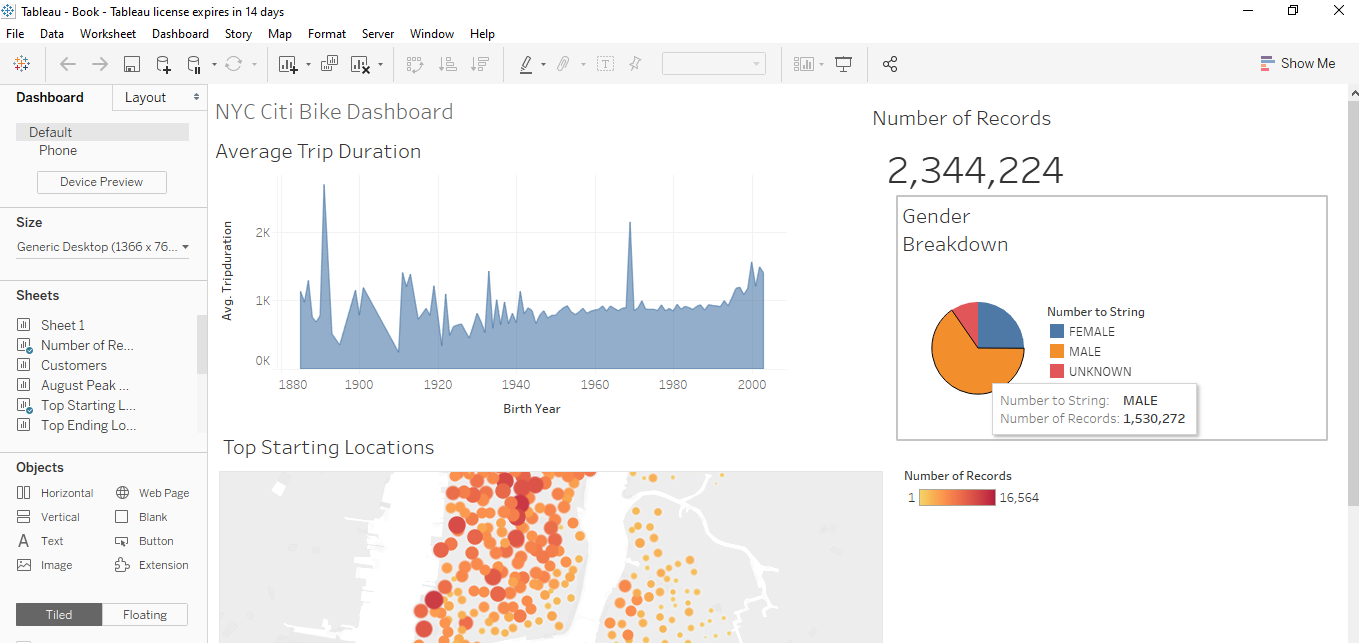 Tableau - Book - Tableau license expires in 14 days
File Data Worksheet Dashboard Story Map Format Server Window Help
Show Me
Dashboard Layout
Default
Phone
Device Preview
Size
Generic Desktop (1366 x 76...
Sheets
Sheet 1
Number of Re...
Customers
August Peak ...
Top Starting L...
Top Ending Lo...
Objects
Horizontal Web Page
Vertical Blank
A Text Button
Image Extension
Tiled Floating
NYC Citi Bike Dashboard
Average Trip Duration
Avg. Tripduration
2K
1K
0K
1880 1900 1920 1940 1960 1980 2000
Birth Year
Top Starting Locations
Number of Records
2,344,224
Gender
Breakdown
Number to String
FEMALE
MALE
UNKNOWN
Number to String: MALE
Number of Records: 1,530,272
Number of Records
1 16,564